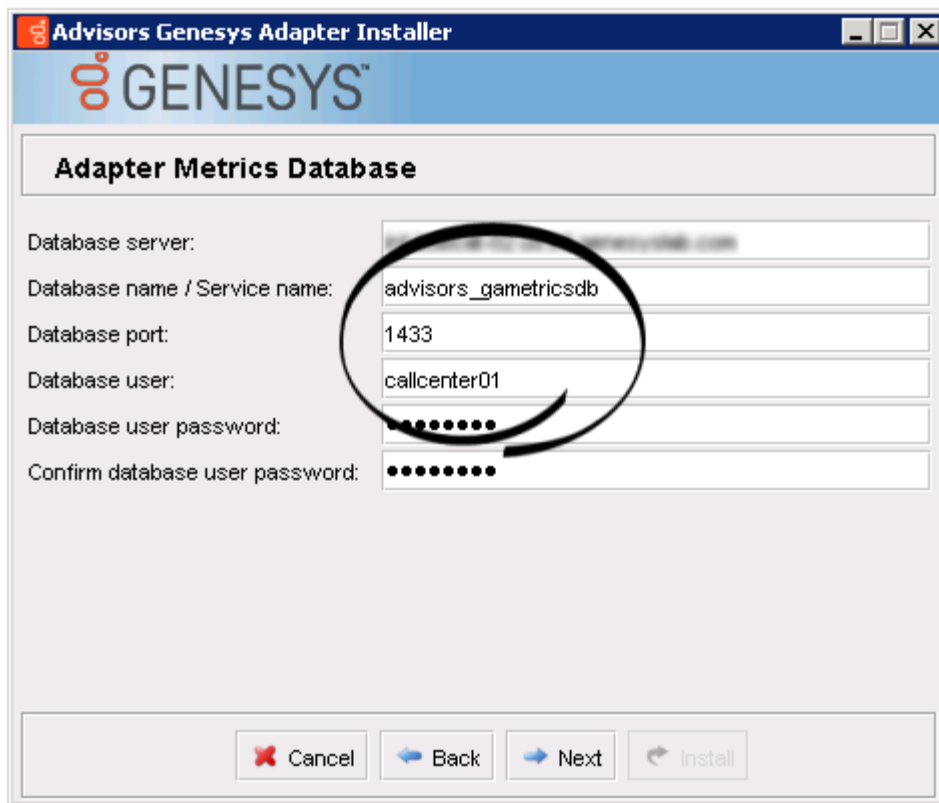 Advisors Genesys Adapter Installer
GENESYS™
Adapter Metrics Database
Database server:
Database name / Service name: advisors_gametricsdb
Database port: 1433
Database user: callcenter01
Database user password: ●●●●●●●●
Confirm database user password: ●●●●●●●●
Cancel Back Next Install